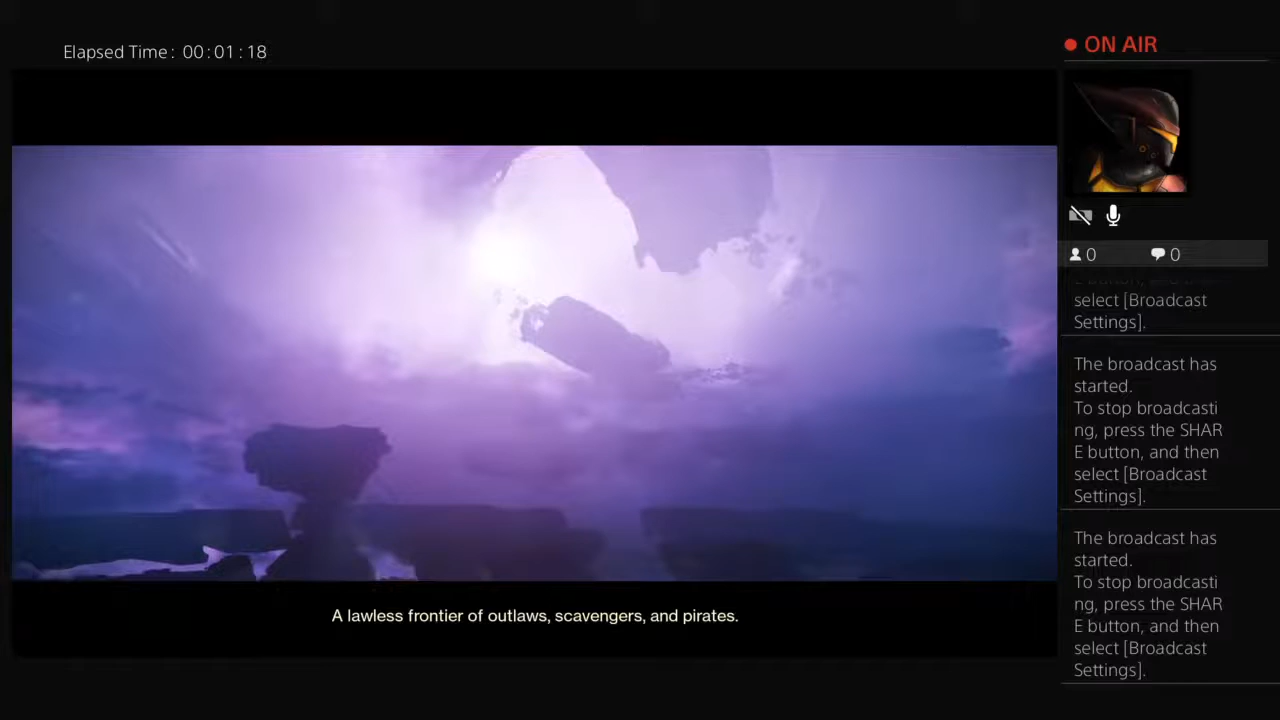 Elapsed Time: 00:01:18
ON AIR
0 0
select [Broadcast
Settings].
The broadcast has
started.
To stop broadcasti
ng, press the SHAR
E button, and then
select [Broadcast
Settings].
The broadcast has
started.
To stop broadcasti
ng, press the SHAR
E button, and then
select [Broadcast
Settings].
A lawless frontier of outlaws, scavengers, and pirates.